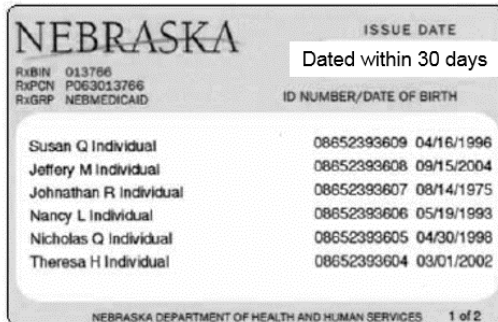 NEBRASKA
ISSUE DATE
Dated within 30 days
RxBIN 013766
RxPCN P063013766
RxGRP NEBMEDICAID
ID NUMBER/DATE OF BIRTH
Susan Q Individual 08652393609 04/16/1996
Jeffery M Individual 08652393608 09/15/2004
Johnathan R Individual 08652393607 08/14/1975
Nancy L Individual 08652393606 05/19/1993
Nicholas Q Individual 08652393605 04/30/1998
Theresa H Individual 08652393604 03/01/2002
NEBRASKA DEPARTMENT OF HEALTH AND HUMAN SERVICES 1 of 2